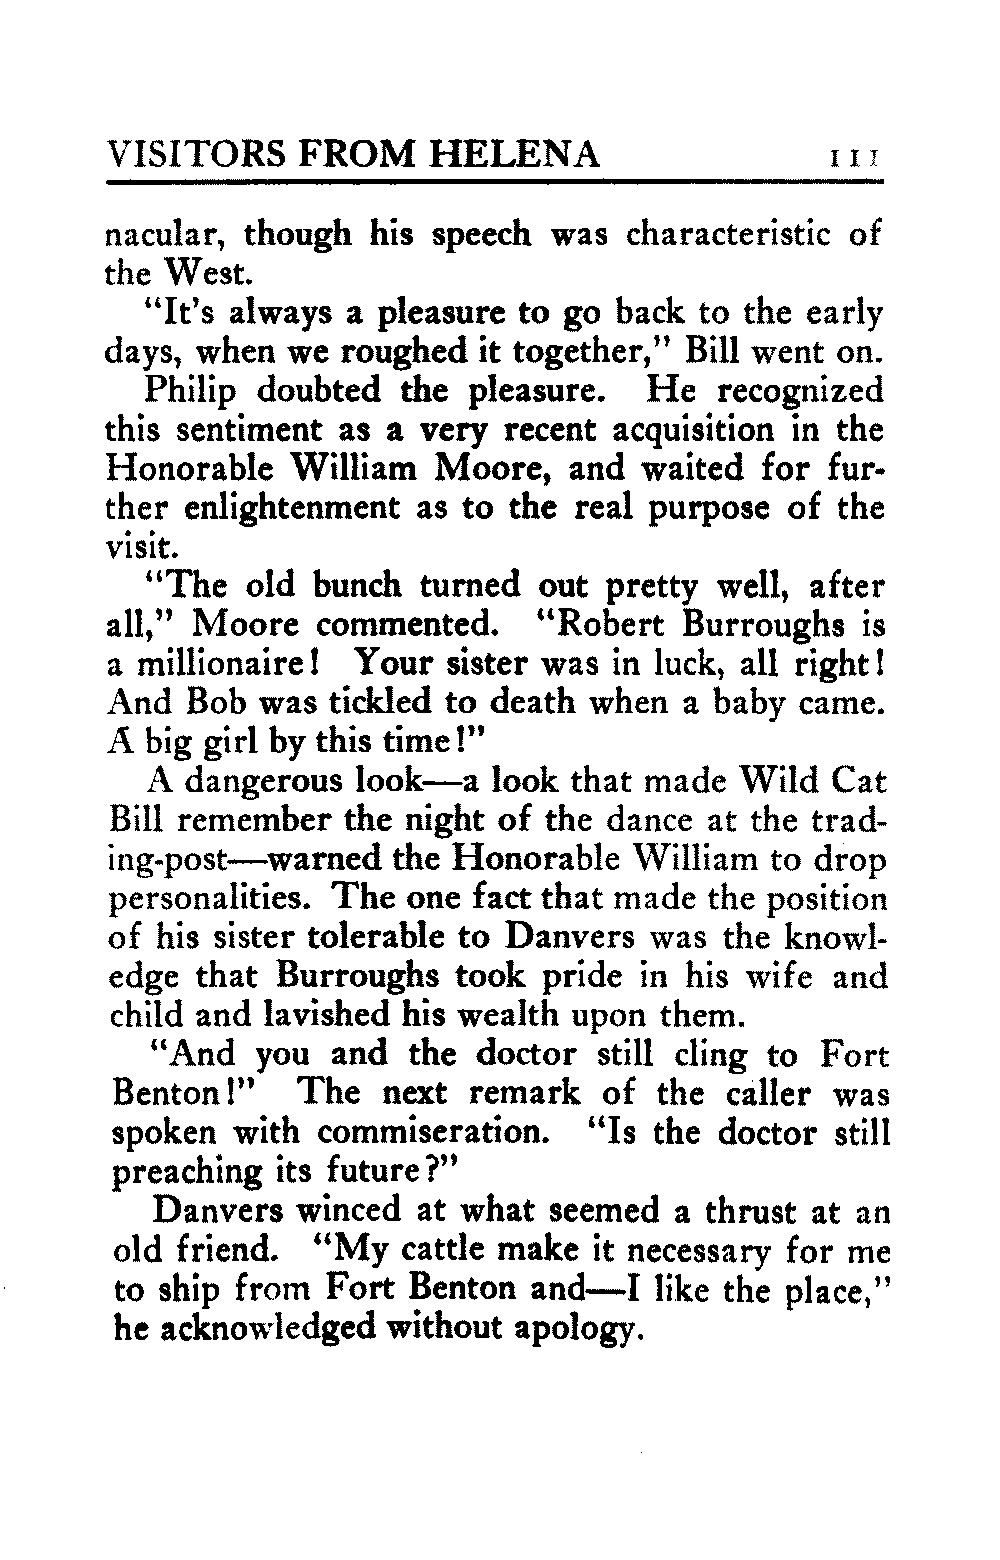 VISITORS FROM HELENA 111
nacular, though his speech was characteristic of
the West.
“It’s always a pleasure to go back to the early
days, when we roughed it together,” Bill went on.
Philip doubted the pleasure. He recognized
this sentiment as a very recent acquisition in the
Honorable William Moore, and waited for fur-
ther enlightenment as to the real purpose of the
visit.
“The old bunch turned out pretty well, after
all,” Moore commented. “Robert Burroughs is
a millionaire! Your sister was in luck, all right!
And Bob was tickled to death when a baby came.
A big girl by this time!”
A dangerous look—a look that made Wild Cat
Bill remember the night of the dance at the trad-
ing-post—warned the Honorable William to drop
personalities. The one fact that made the position
of his sister tolerable to Danvers was the knowl-
edge that Burroughs took pride in his wife and
child and lavished his wealth upon them.
“And you and the doctor still cling to Fort
Benton!” The next remark of the caller was
spoken with commiseration. “Is the doctor still
preaching its future?”
Danvers winced at what seemed a thrust at an
old friend. “My cattle make it necessary for me
to ship from Fort Benton and—I like the place,”
he acknowledged without apology.